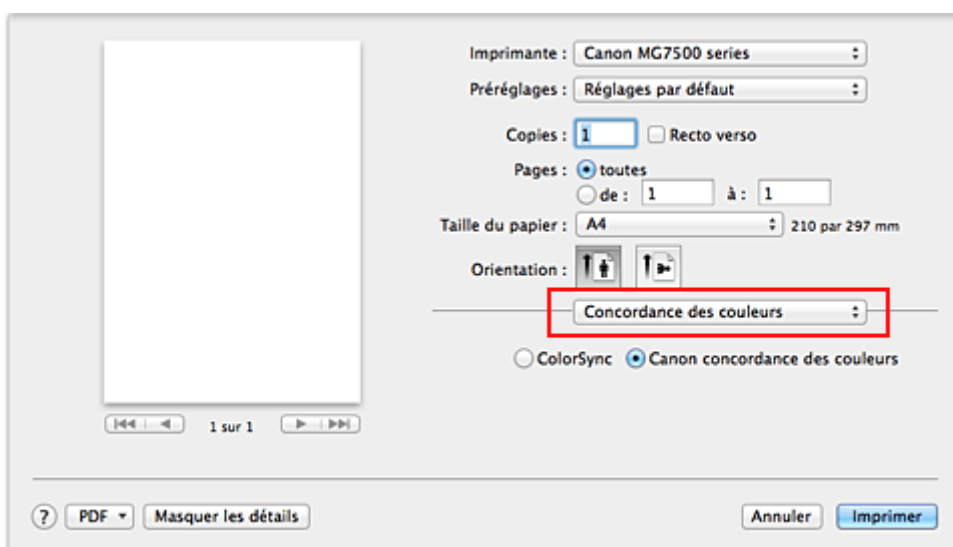 Imprimante : Canon MG7500 series
Préréglages : Réglages par défaut
Copies : 1 Recto verso
Pages : toutes
de : 1 à : 1
Taille du papier : A4 210 par 297 mm
Orientation :
Concordance des couleurs
ColorSync Canon concordance des couleurs
1 sur 1
? PDF Masquer les détails Annuler Imprimer